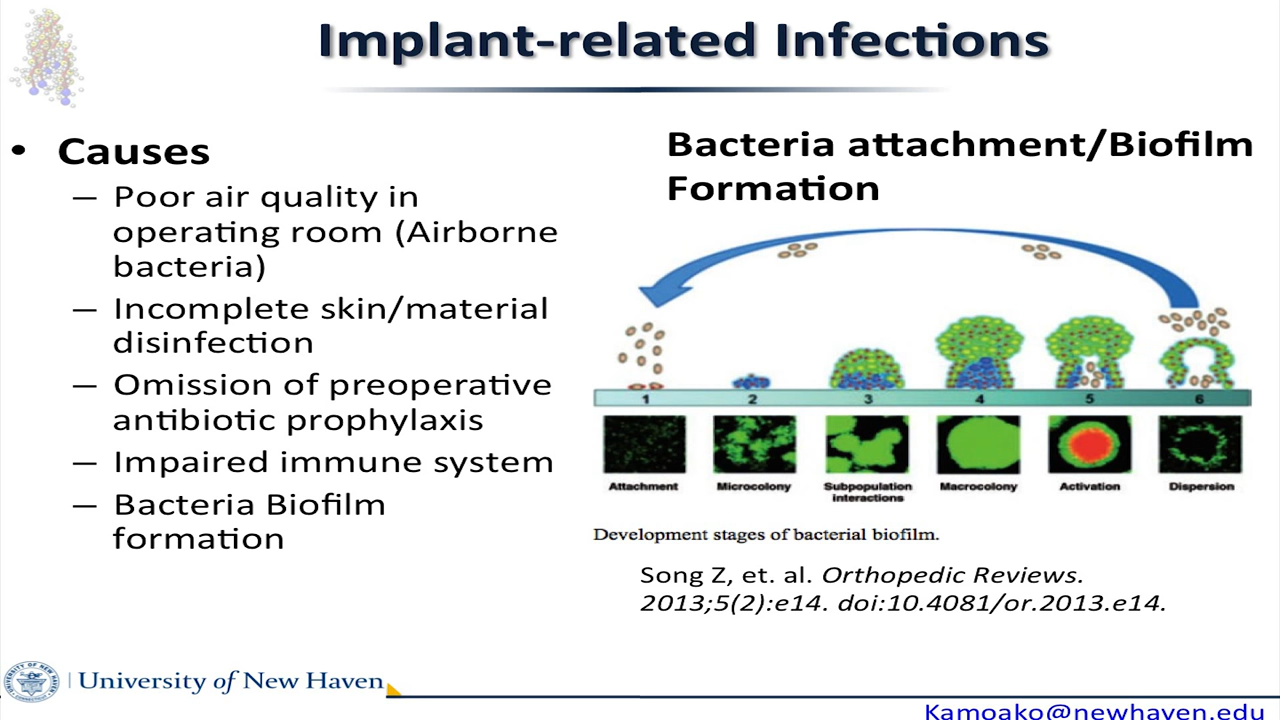 Implant-related Infections
• Causes
– Poor air quality in
operating room (Airborne
bacteria)
– Incomplete skin/material
disinfection
– Omission of preoperative
antibiotic prophylaxis
– Impaired immune system
– Bacteria Biofilm
formation
Bacteria attachment/Biofilm
Formation
1 2 3 4 5 6
Attachment Microcolony Subpopulation interactions Macrocolony Activation Dispersion
Development stages of bacterial biofilm.
Song Z, et. al. Orthopedic Reviews.
2013;5(2):e14. doi:10.4081/or.2013.e14.
University of New Haven
Kamoako@newhaven.edu